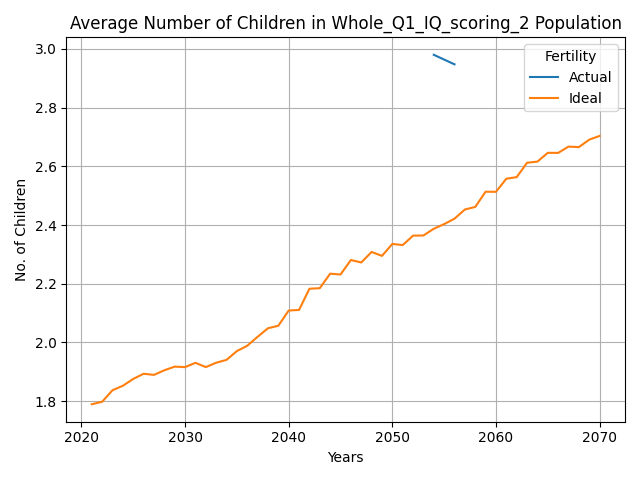 Average Number of Children in Whole_Q1_IQ_scoring_2 Population
Fertility
Actual
Ideal
3.0
2.8
2.6
2.4
2.2
2.0
1.8
No. of Children
2020
2030
2040
2050
2060
2070
Years